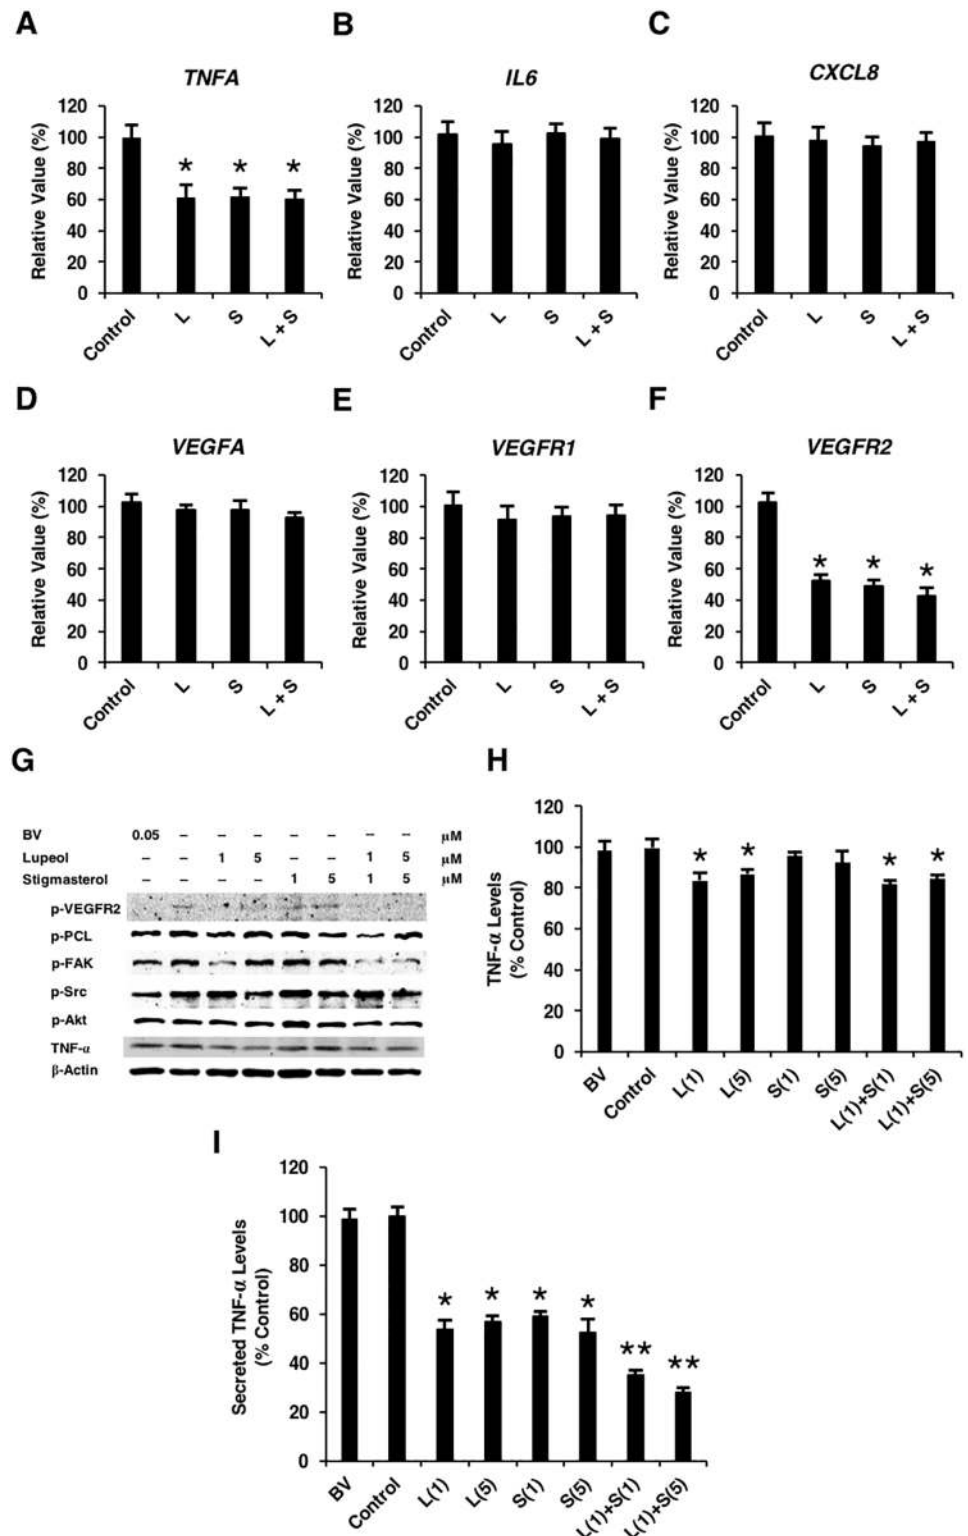 A
B
C
TNFA
IL6
CXCL8
Relative Value (%)
120
100
80
60
40
20
0
* * *
Control
L
S
L + S
Relative Value (%)
120
100
80
60
40
20
0
Control
L
S
L + S
Relative Value (%)
120
100
80
60
40
20
0
Control
L
S
L + S
D
E
F
VEGFA
VEGFR1
VEGFR2
Relative Value (%)
120
100
80
60
40
20
0
Control
L
S
L + S
Relative Value (%)
120
100
80
60
40
20
0
Control
L
S
L + S
Relative Value (%)
120
100
80
60
40
20
0
* * *
Control
L
S
L + S
G
BV 0.05 – – – – – – – μM
Lupeol – – 1 5 – – 1 5 μM
Stigmasterol – – – – 1 5 1 5 μM
p-VEGFR2
p-PCL
p-FAK
p-Src
p-Akt
TNF-α
β-Actin
H
TNF-α Levels
(% Control)
120
100
80
60
40
20
0
* * * *
BV
Control
L(1)
L(5)
S(1)
S(5)
L(1)+S(1)
L(1)+S(5)
I
Secreted TNF-α Levels
(% Control)
120
100
80
60
40
20
0
* * * * ** **
BV
Control
L(1)
L(5)
S(1)
S(5)
L(1)+S(1)
L(1)+S(5)